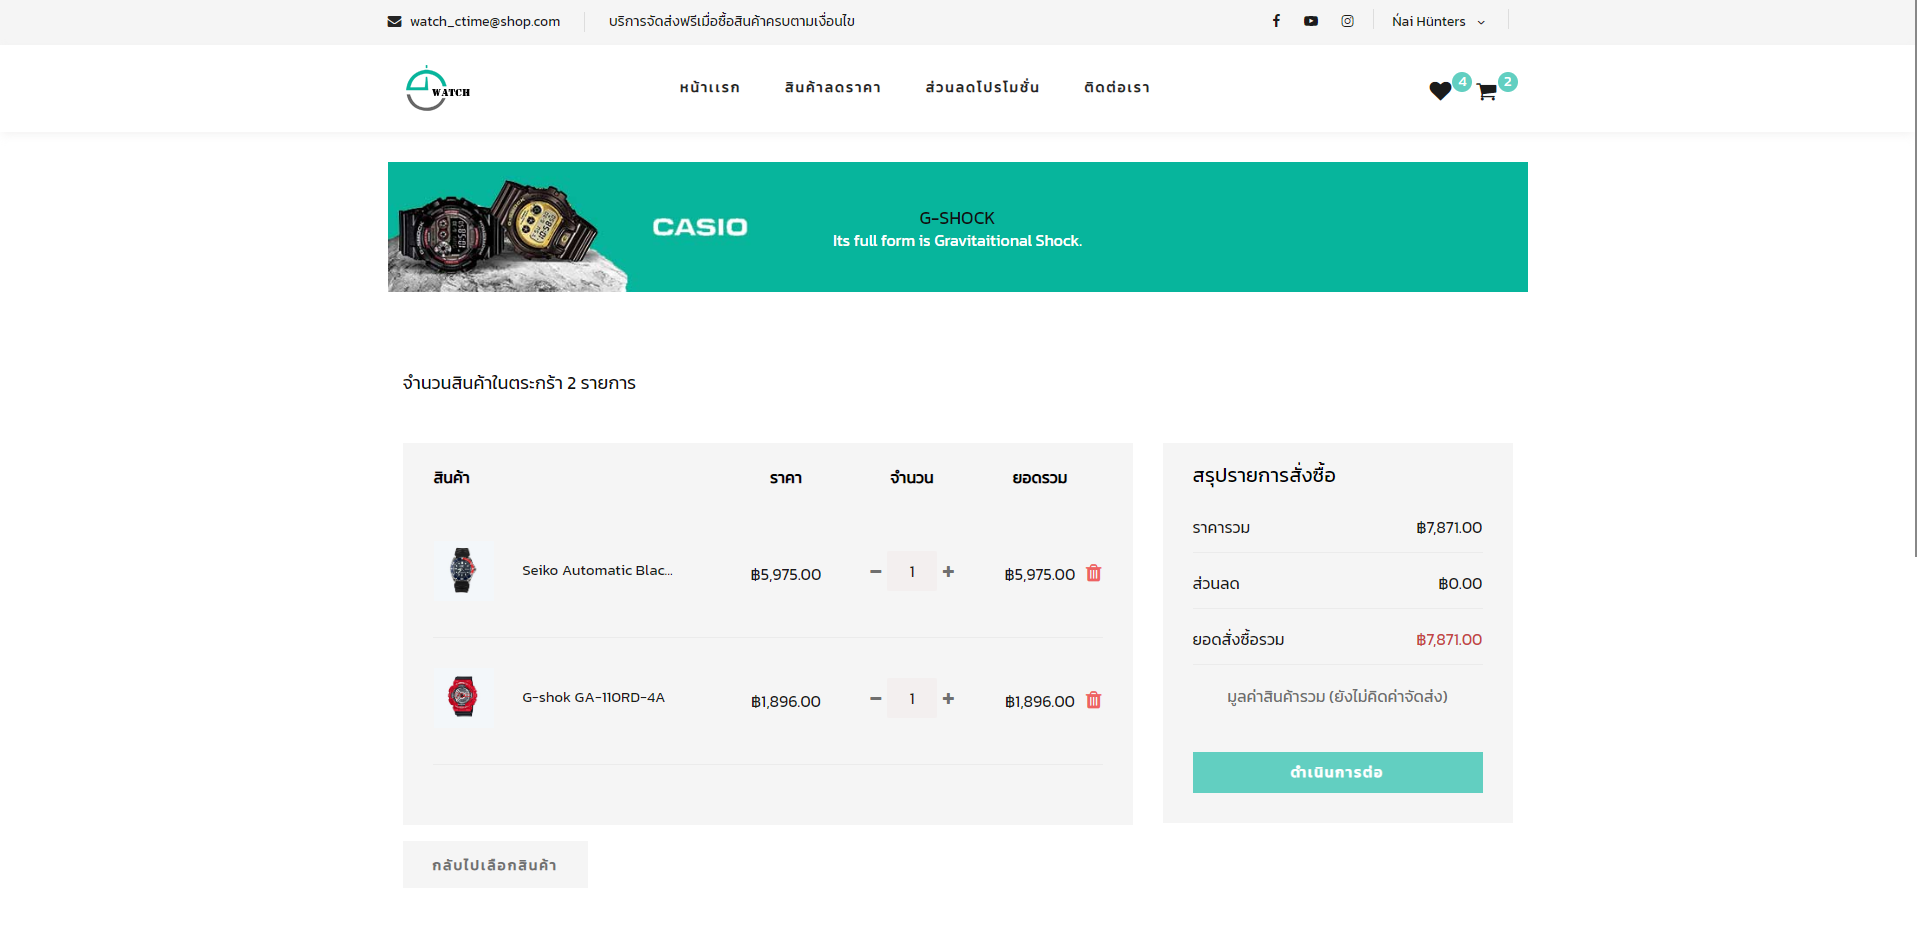 watch_ctime@shop.com
บริการจัดส่งฟรีเมื่อซื้อสินค้าครบตามเงื่อนไข
Ńai Hünters
WATCH
หน้าเเรก
สินค้าลดราคา
ส่วนลดโปรโมชั่น
ติดต่อเรา
4
2
CASIO
G-SHOCK
Its full form is Gravitaitional Shock.
จำนวนสินค้าในตระกร้า 2 รายการ
สินค้า ราคา จำนวน ยอดรวม
Seiko Automatic Blac... ฿5,975.00 − 1 + ฿5,975.00
G-shok GA-110RD-4A ฿1,896.00 − 1 + ฿1,896.00
สรุปรายการสั่งซื้อ
ราคารวม ฿7,871.00
ส่วนลด ฿0.00
ยอดสั่งซื้อรวม ฿7,871.00
มูลค่าสินค้ารวม (ยังไม่คิดค่าจัดส่ง)
ดำเนินการต่อ
กลับไปเลือกสินค้า